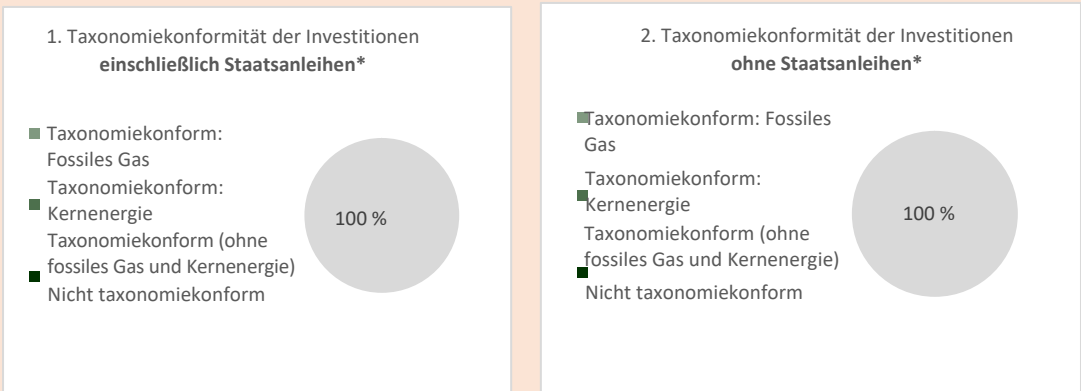 1. Taxonomiekonformität der Investitionen
einschließlich Staatsanleihen*
Taxonomiekonform:
Fossiles Gas
Taxonomiekonform:
Kernenergie
Taxonomiekonform (ohne
fossiles Gas und Kernenergie)
Nicht taxonomiekonform
100 %
2. Taxonomiekonformität der Investitionen
ohne Staatsanleihen*
Taxonomiekonform: Fossiles
Gas
Taxonomiekonform:
Kernenergie
Taxonomiekonform (ohne
fossiles Gas und Kernenergie)
Nicht taxonomiekonform
100 %